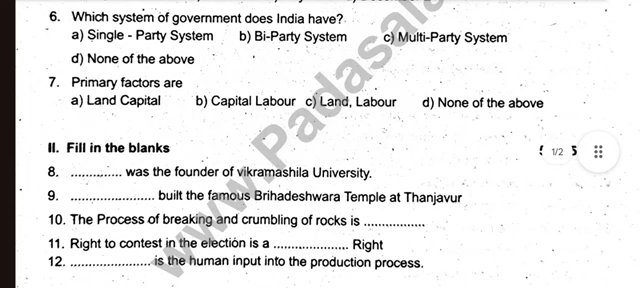 6. Which system of government does India have?
a) Single - Party System b) Bi-Party System c) Multi-Party System
d) None of the above
7. Primary factors are
a) Land Capital b) Capital Labour c) Land, Labour d) None of the above
II. Fill in the blanks
1/2 5
8. .............. was the founder of vikramashila University.
9. ....................... built the famous Brihadeshwara Temple at Thanjavur
10. The Process of breaking and crumbling of rocks is .................
11. Right to contest in the election is a ..................... Right
12. ...................... is the human input into the production process.
www.Padasala